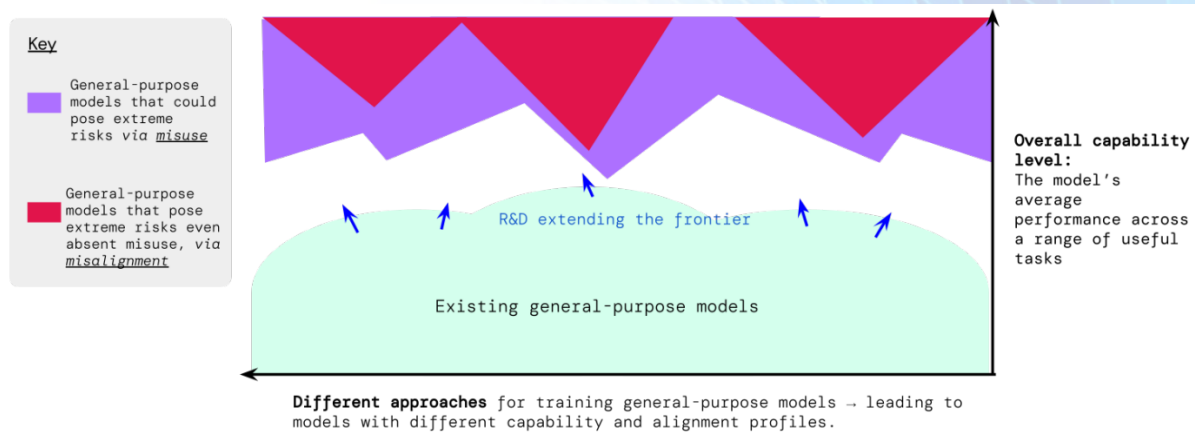 Key
General-purpose
models that could
pose extreme
risks via misuse
General-purpose
models that pose
extreme risks even
absent misuse, via
misalignment
R&D extending the frontier
Existing general-purpose models
Overall capability
level:
The model's
average
performance across
a range of useful
tasks
Different approaches for training general-purpose models → leading to
models with different capability and alignment profiles.